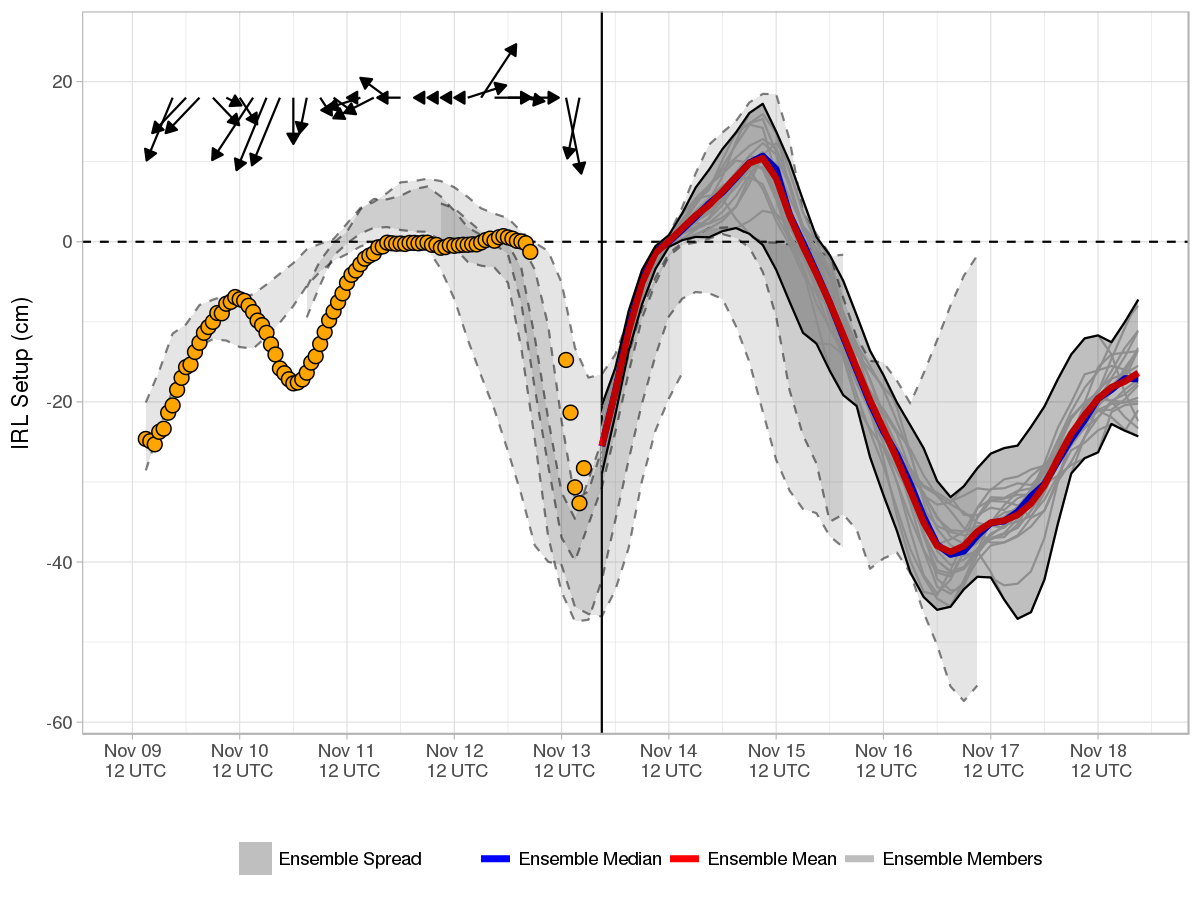 IRL Setup (cm)
20
0
-20
-40
-60
Nov 09 Nov 10 Nov 11 Nov 12 Nov 13 Nov 14 Nov 15 Nov 16 Nov 17 Nov 18
12 UTC 12 UTC 12 UTC 12 UTC 12 UTC 12 UTC 12 UTC 12 UTC 12 UTC 12 UTC
Ensemble Spread Ensemble Median Ensemble Mean Ensemble Members